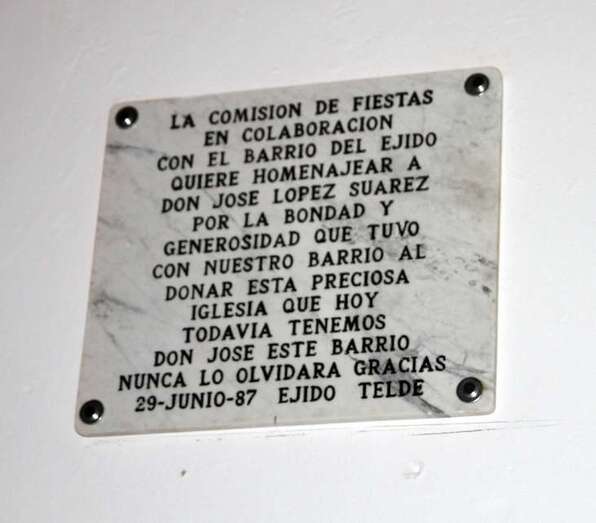 LA COMISION DE FIESTAS
EN COLABORACION
CON EL BARRIO DEL EJIDO
QUIERE HOMENAJEAR A
DON JOSE LOPEZ SUAREZ
POR LA BONDAD Y
GENEROSIDAD QUE TUVO
CON NUESTRO BARRIO AL
DONAR ESTA PRECIOSA
IGLESIA QUE HOY
TODAVIA TENEMOS
DON JOSE ESTE BARRIO
NUNCA LO OLVIDARA GRACIAS
29-JUNIO-87 EJIDO TELDE